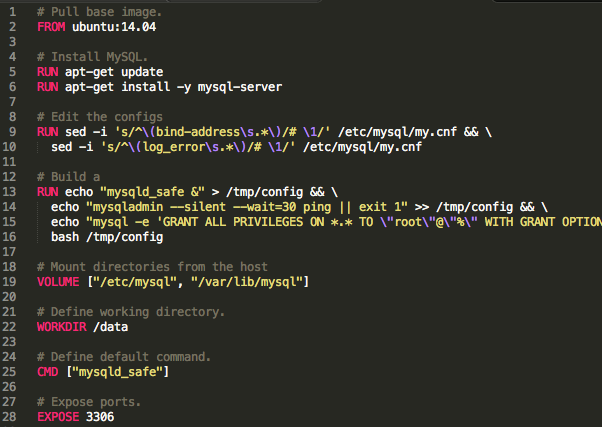 1 # Pull base image.
2 FROM ubuntu:14.04
3
4 # Install MySQL.
5 RUN apt-get update
6 RUN apt-get install -y mysql-server
7
8 # Edit the configs
9 RUN sed -i 's/^\(bind-address\s.*\)/# \1/' /etc/mysql/my.cnf && \
10 sed -i 's/^\(log_error\s.*\)/# \1/' /etc/mysql/my.cnf
11
12 # Build a
13 RUN echo "mysqld_safe &" > /tmp/config && \
14 echo "mysqladmin --silent --wait=30 ping || exit 1" >> /tmp/config && \
15 echo "mysql -e 'GRANT ALL PRIVILEGES ON *.* TO \"root\"@\"%\" WITH GRANT OPTION
16 bash /tmp/config
17
18 # Mount directories from the host
19 VOLUME ["/etc/mysql", "/var/lib/mysql"]
20
21 # Define working directory.
22 WORKDIR /data
23
24 # Define default command.
25 CMD ["mysqld_safe"]
26
27 # Expose ports.
28 EXPOSE 3306